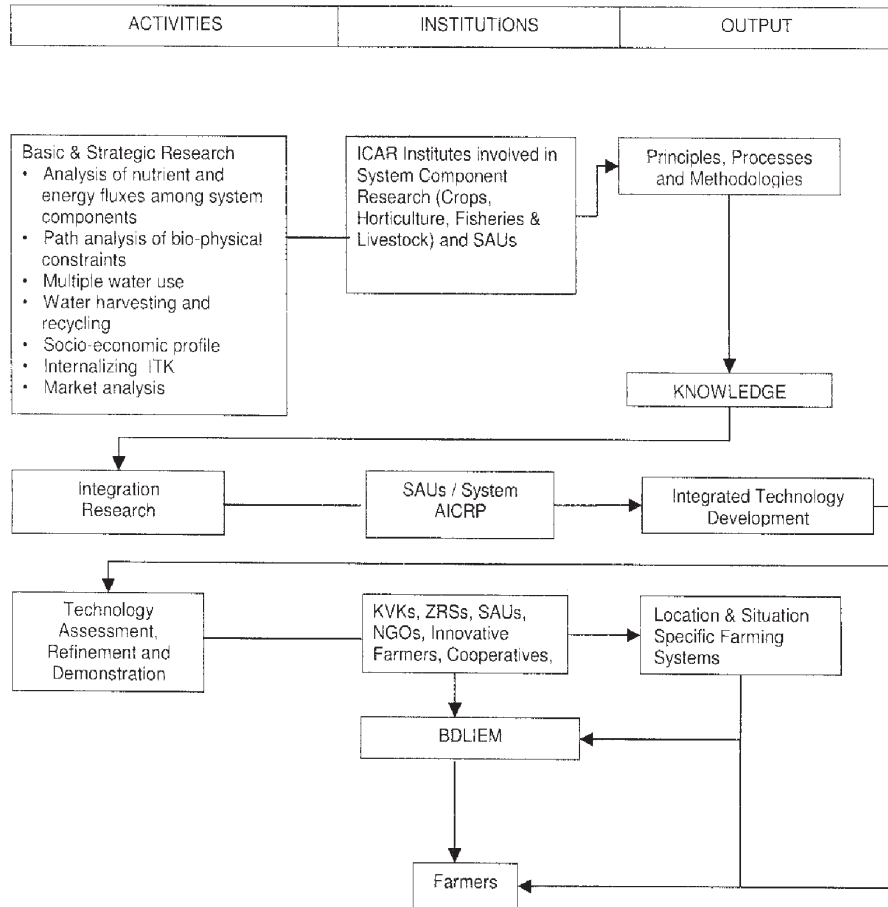 ACTIVITIES
INSTITUTIONS
OUTPUT
Basic & Strategic Research
• Analysis of nutrient and
energy fluxes among system
components
• Path analysis of bio-physical
constraints
• Multiple water use
• Water harvesting and
recycling
• Socio-economic profile
• Internalizing ITK
• Market analysis
ICAR Institutes involved in
System Component
Research (Crops,
Horticulture, Fisheries &
Livestock) and SAUs
Principles, Processes
and Methodologies
KNOWLEDGE
Integration
Research
SAUs / System
AICRP
Integrated Technology
Development
Technology
Assessment,
Refinement and
Demonstration
KVKs, ZRSs, SAUs,
NGOs, Innovative
Farmers, Cooperatives,
Location & Situation
Specific Farming
Systems
BDLIEM
Farmers